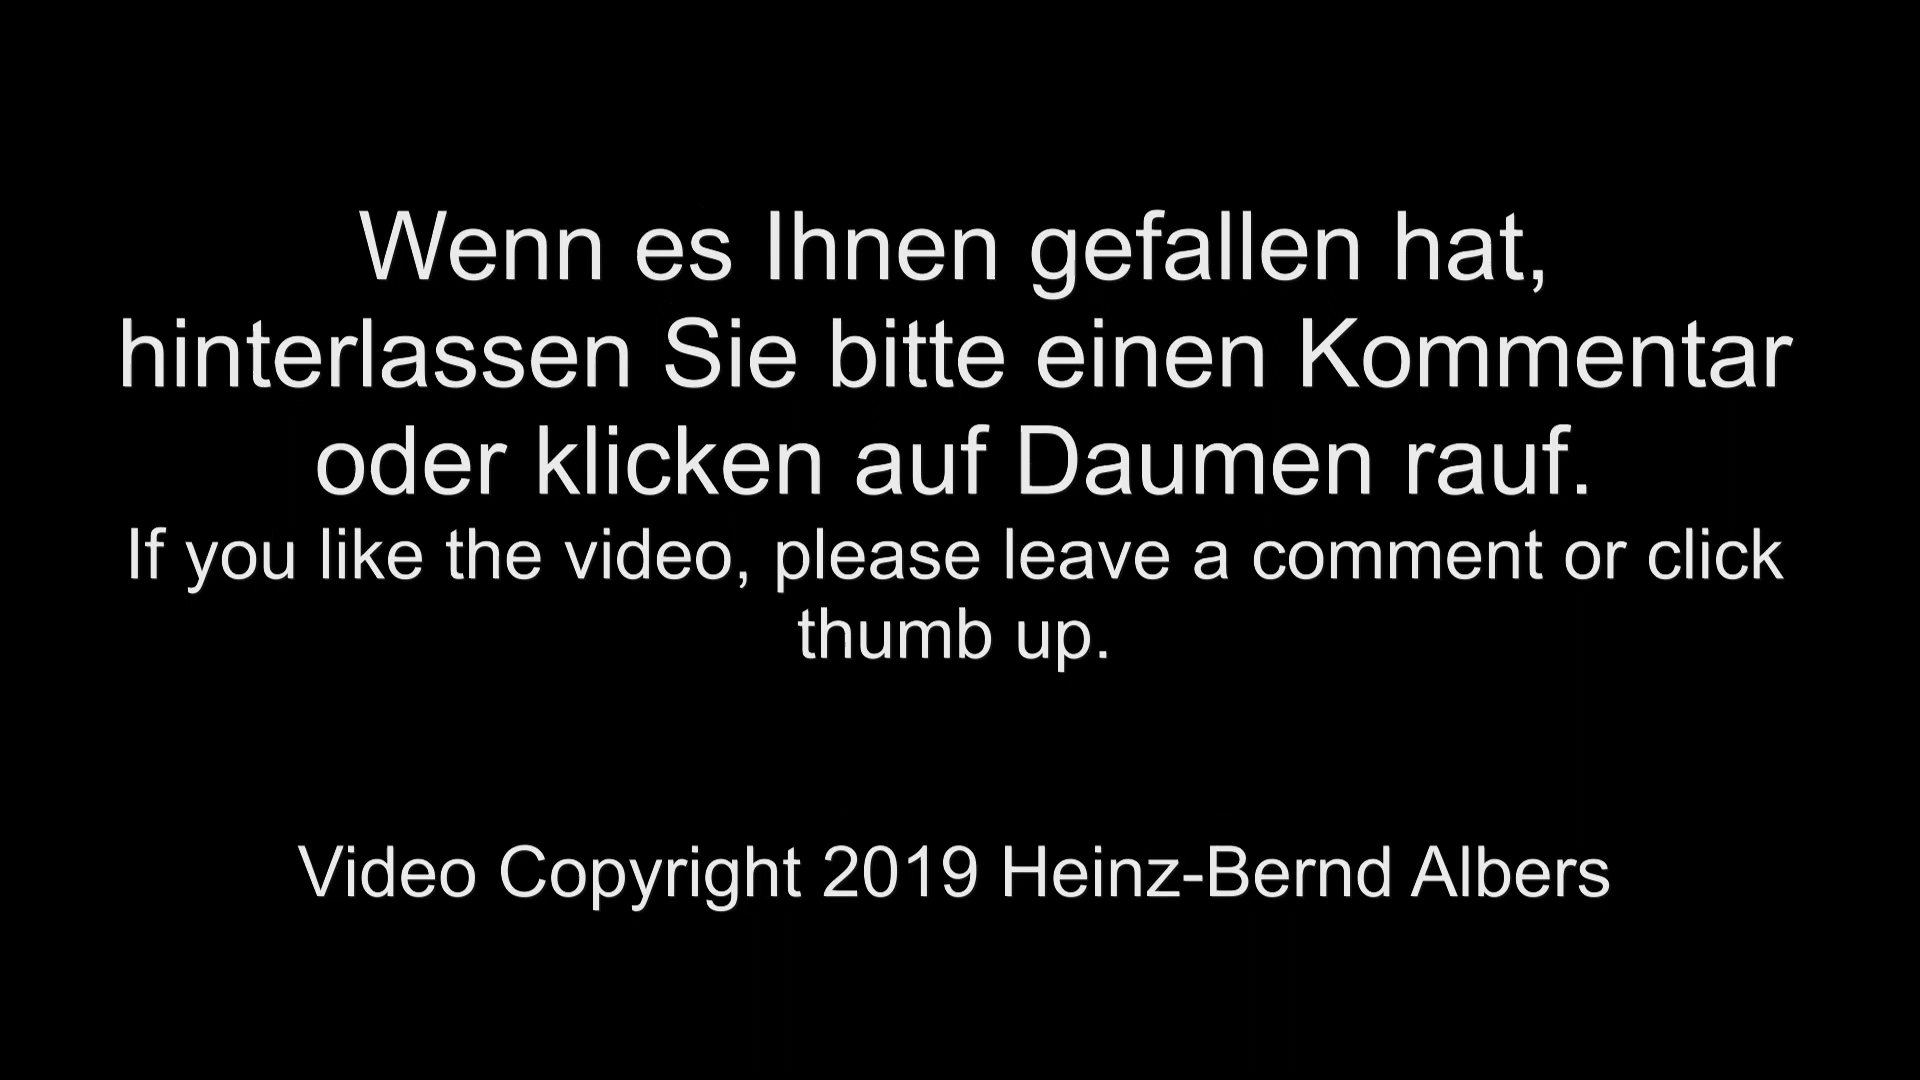 Wenn es Ihnen gefallen hat,
hinterlassen Sie bitte einen Kommentar
oder klicken auf Daumen rauf.
If you like the video, please leave a comment or click
thumb up.
Video Copyright 2019 Heinz-Bernd Albers